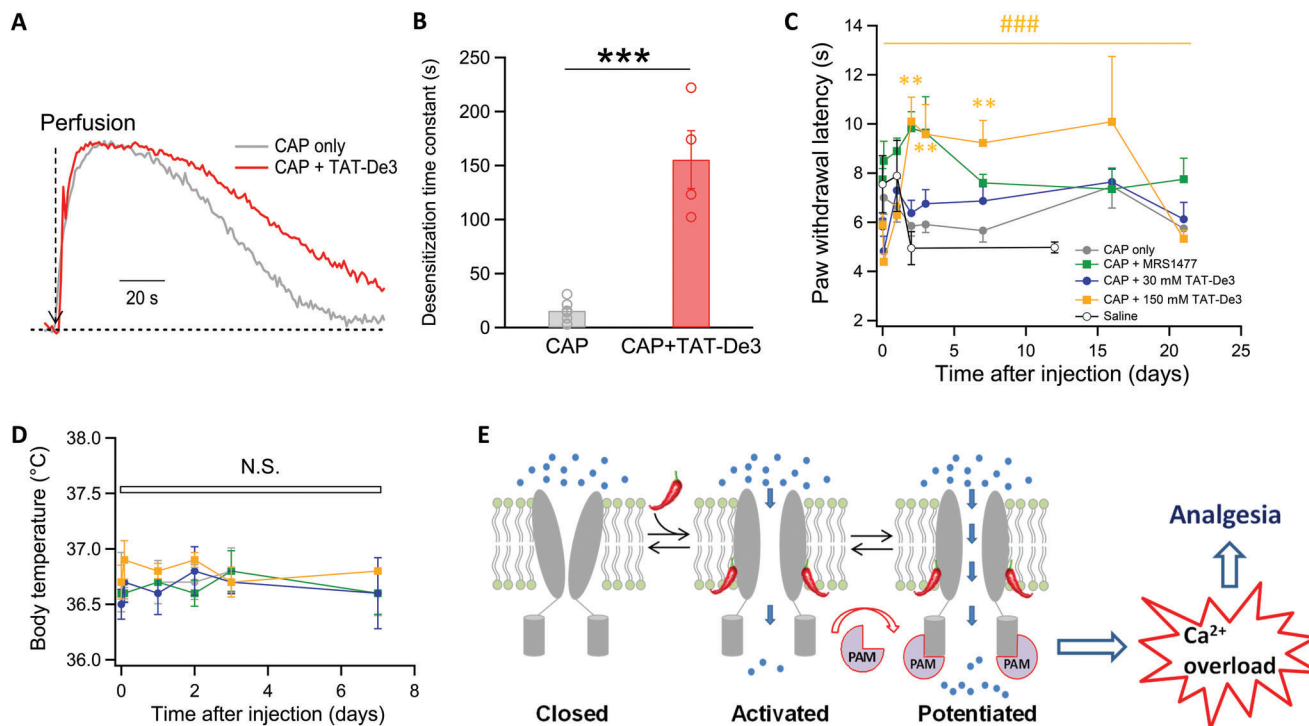 A
Perfusion
CAP only
CAP + TAT-De3
20 s
B
Desensitization time constant (s)
250
200
150
100
50
0
***
CAP
CAP+TAT-De3
C
Paw withdrawal latency (s)
14
12
10
8
6
4
2
###
**
**
**
CAP only
CAP + MRS1477
CAP + 30 mM TAT-De3
CAP + 150 mM TAT-De3
Saline
0
5
10
15
20
25
Time after injection (days)
D
Body temperature (°C)
38.0
37.5
37.0
36.5
36.0
N.S.
0
2
4
6
8
Time after injection (days)
E
PAM
PAM
PAM
Closed
Activated
Potentiated
Analgesia
Ca²⁺
overload